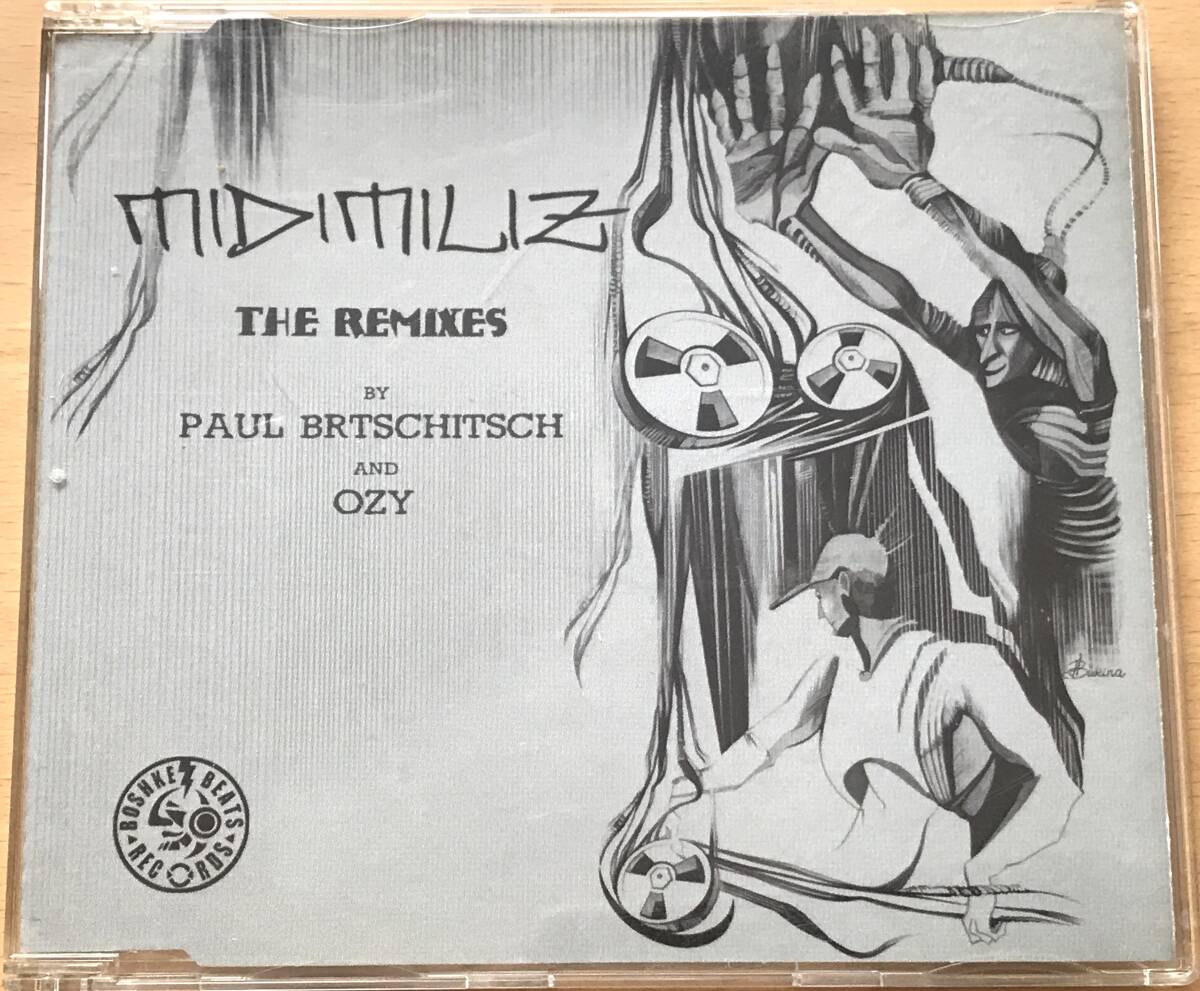 MIDIMILIZ
THE REMIXES
BY
PAUL BRTSCHITSCH
AND
OZY
BOSHKE BEATS
RECORDS